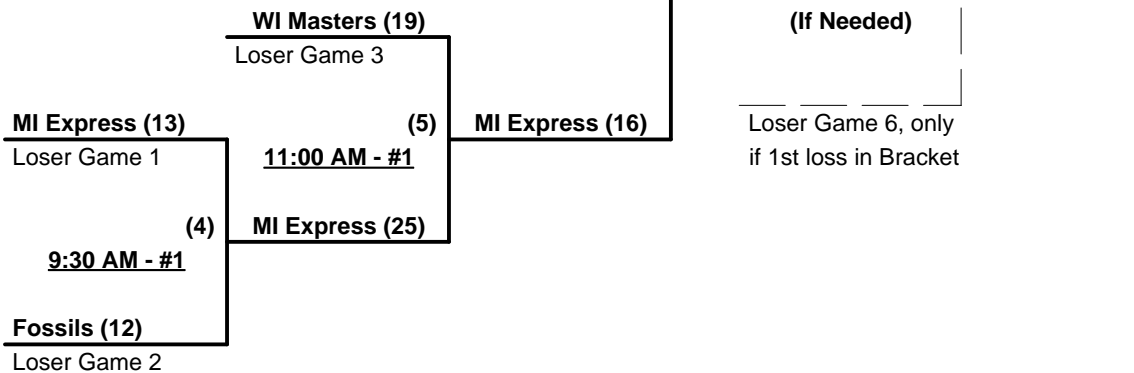 WI Masters (19)
(If Needed)
Loser Game 3
MI Express (13)
(5)
MI Express (16)
Loser Game 6, only
Loser Game 1
11:00 AM - #1
if 1st loss in Bracket
(4)
MI Express (25)
9:30 AM - #1
Fossils (12)
Loser Game 2